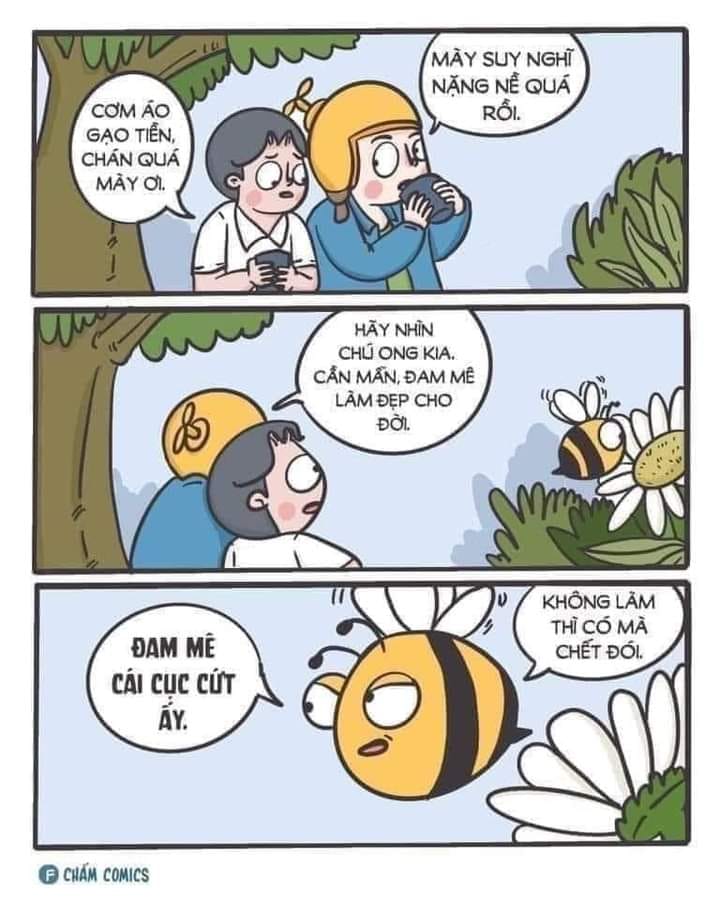 CƠM ÁO
GẠO TIỀN,
CHÁN QUÁ
MÀY ƠI.
MÀY SUY NGHĨ
NẶNG NỀ QUÁ
RỒI.
HÃY NHÌN
CHÚ ONG KIA.
CẦN MẪN, ĐAM MÊ
LÀM ĐẸP CHO
ĐỜI.
ĐAM MÊ
CÁI CỤC CỨT
ẤY.
KHÔNG LÀM
THÌ CÓ MÀ
CHẾT ĐÓI.
CHẤM COMICS